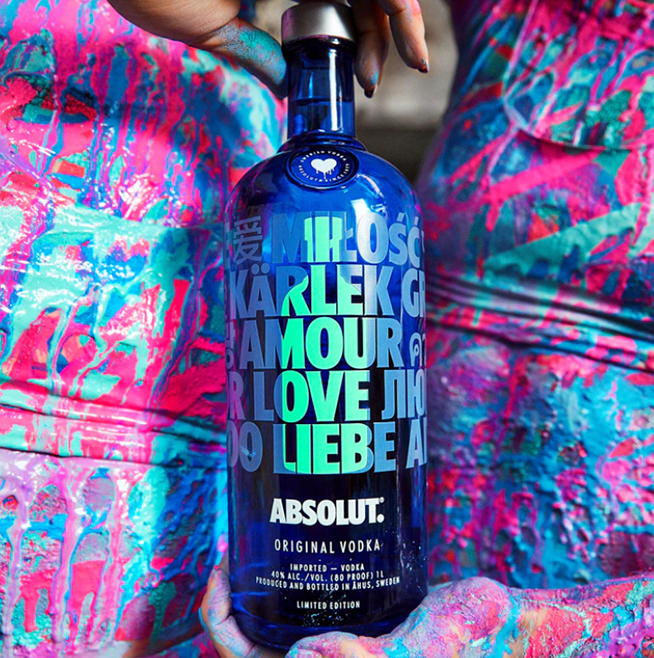 愛 MIŁOŚĆ
KÄRLEK
AMOUR
LOVE
LIEBE
ABSOLUT.
ORIGINAL VODKA
IMPORTED — VODKA
40% ALC./VOL. (80 PROOF) 1L
PRODUCED AND BOTTLED IN ÅHUS, SWEDEN
LIMITED EDITION